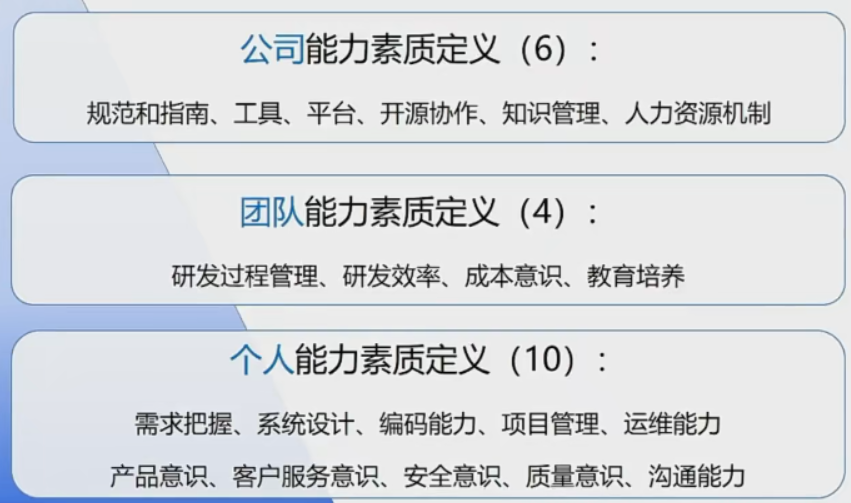 公司能力素质定义（6）：
规范和指南、工具、平台、开源协作、知识管理、人力资源机制
团队能力素质定义（4）：
研发过程管理、研发效率、成本意识、教育培养
个人能力素质定义（10）：
需求把握、系统设计、编码能力、项目管理、运维能力
产品意识、客户服务意识、安全意识、质量意识、沟通能力